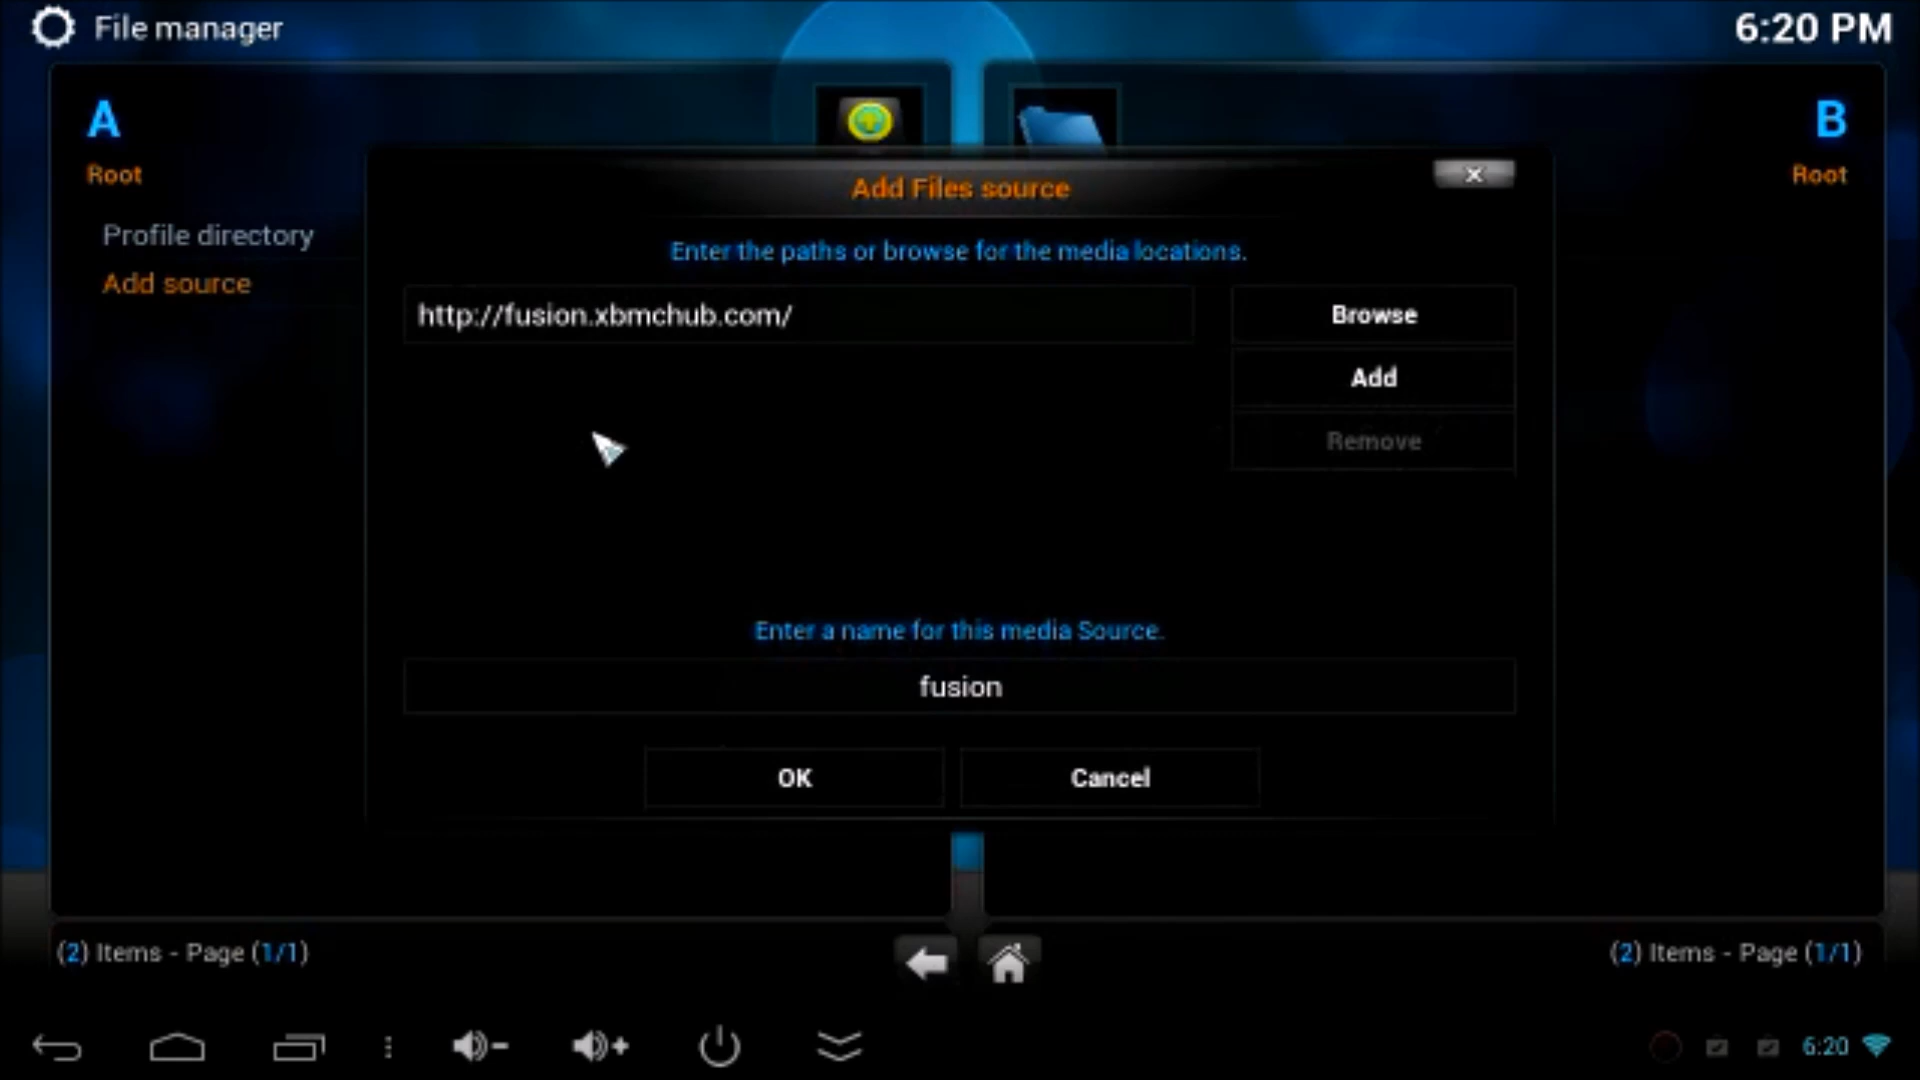 File manager
6:20 PM
A
B
Root
Root
Profile directory
Add source
Add Files source
Enter the paths or browse for the media locations.
http://fusion.xbmchub.com/
Browse
Add
Remove
Enter a name for this media Source.
fusion
OK
Cancel
(2) Items - Page (1/1)
(2) Items - Page (1/1)
6:20